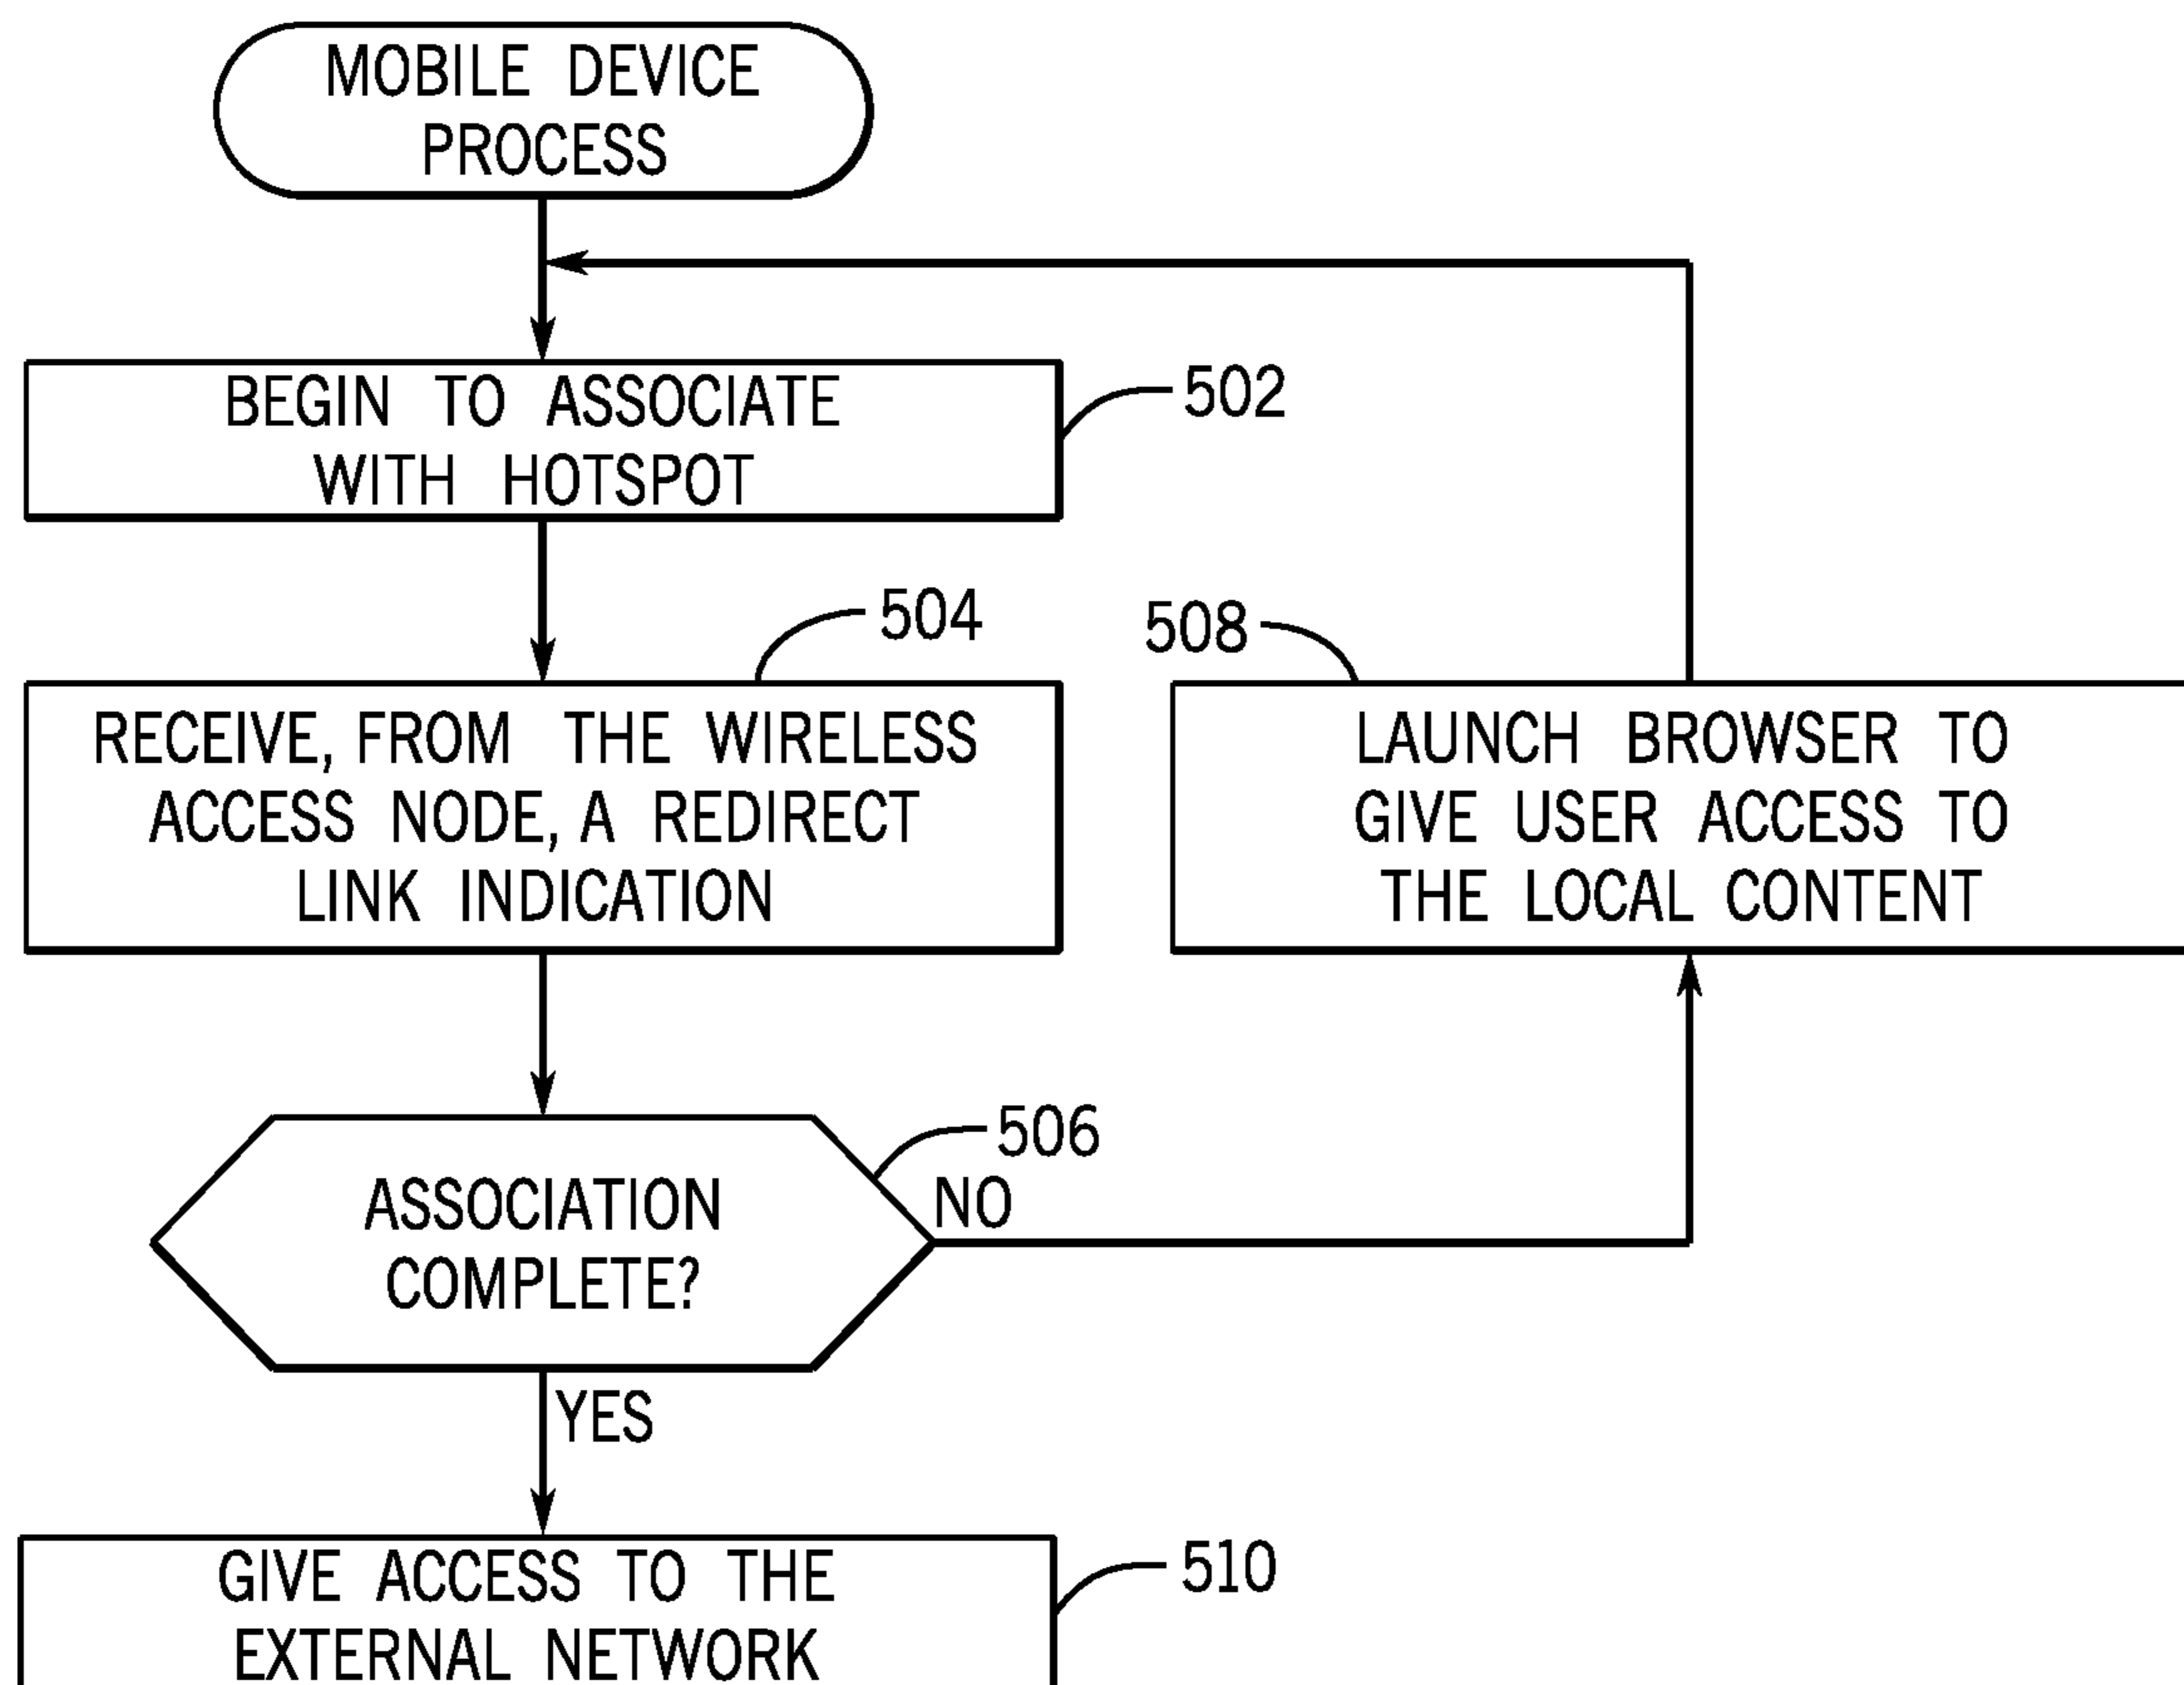 MOBILE DEVICE
PROCESS
BEGIN TO ASSOCIATE
WITH HOTSPOT
502
504
RECEIVE, FROM THE WIRELESS
ACCESS NODE, A REDIRECT
LINK INDICATION
508
LAUNCH BROWSER TO
GIVE USER ACCESS TO
THE LOCAL CONTENT
506
ASSOCIATION
COMPLETE?
NO
YES
GIVE ACCESS TO THE
EXTERNAL NETWORK
510